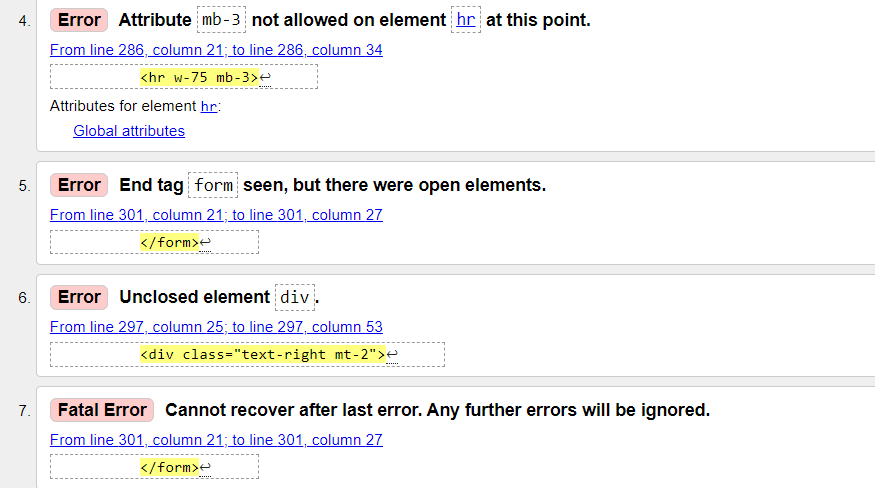 4. Error Attribute mb-3 not allowed on element hr at this point.
From line 286, column 21; to line 286, column 34
<hr w-75 mb-3>↩
Attributes for element hr:
Global attributes
5. Error End tag form seen, but there were open elements.
From line 301, column 21; to line 301, column 27
</form>↩
6. Error Unclosed element div.
From line 297, column 25; to line 297, column 53
<div class="text-right mt-2">↩
7. Fatal Error Cannot recover after last error. Any further errors will be ignored.
From line 301, column 21; to line 301, column 27
</form>↩